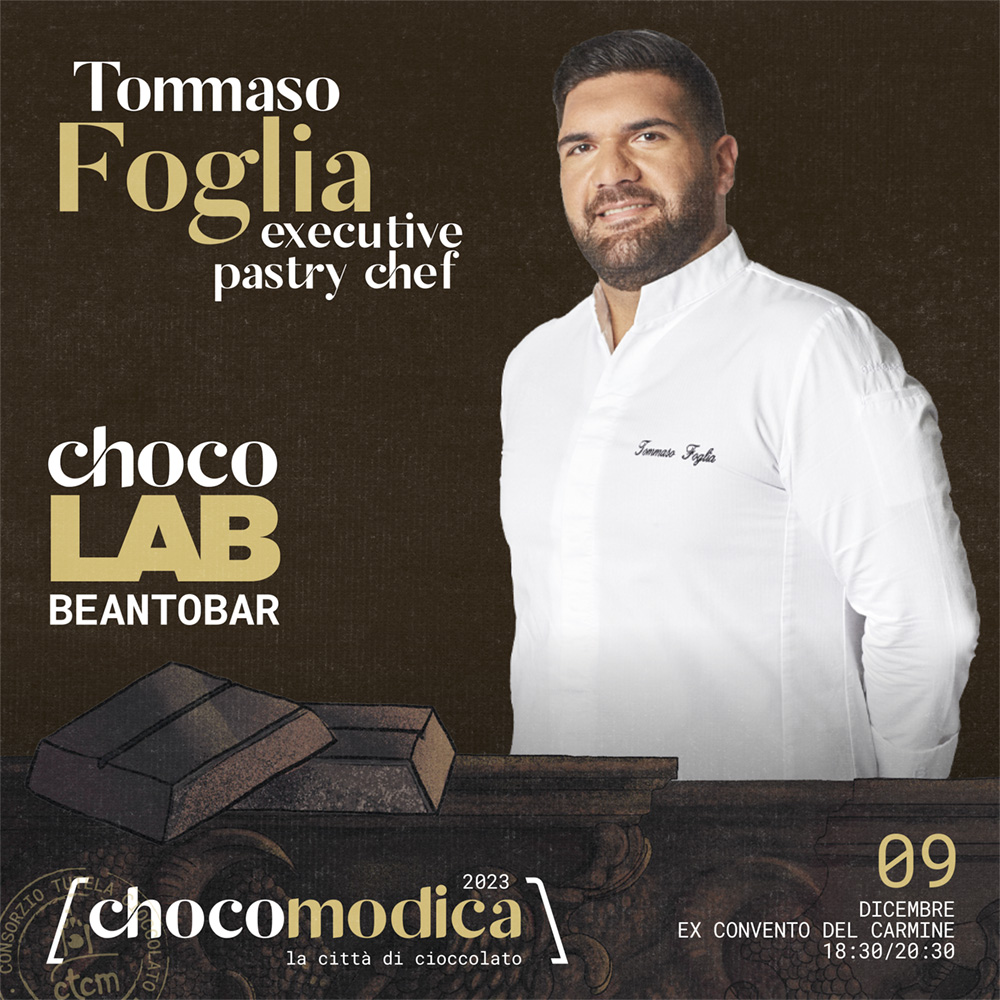 Tommaso
Foglia
executive
pastry chef
Tommaso Foglia
choco
LAB
BEANTOBAR
CONSORZIO TUTELA CIOCCOLATO
ctcm
[chocomodica]
2023
la città di cioccolato
09
DICEMBRE
EX CONVENTO DEL CARMINE
18:30/20:30